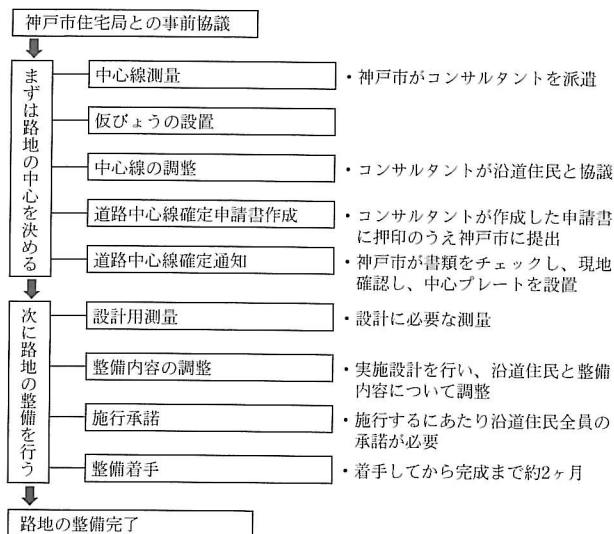 神戸市住宅局との事前協議
まずは路地の中心を決める
中心線測量
・神戸市がコンサルタントを派遣
仮びょうの設置
中心線の調整
・コンサルタントが沿道住民と協議
道路中心線確定申請書作成
・コンサルタントが作成した申請書
に押印のうえ神戸市に提出
道路中心線確定通知
・神戸市が書類をチェックし、現地
確認し、中心プレートを設置
次に路地の整備を行う
設計用測量
・設計に必要な測量
整備内容の調整
・実施設計を行い、沿道住民と整備
内容について調整
施行承諾
・施行するにあたり沿道住民全員の
承諾が必要
整備着手
・着手してから完成まで約2ヶ月
路地の整備完了